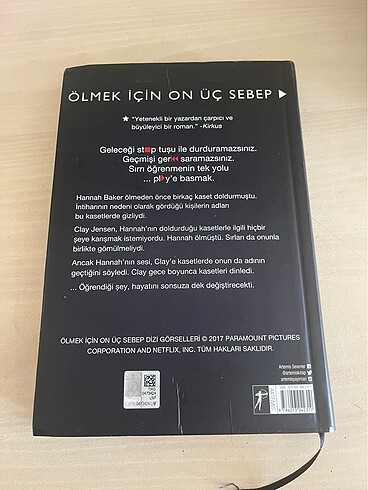 ÖLMEK İÇİN ON ÜÇ SEBEP
★ "Yetenekli bir yazardan çarpıcı ve
büyüleyici bir roman." -Kirkus
Geleceği stop tuşu ile durduramazsınız.
Geçmişi geri saramazsınız.
Sırrı öğrenmenin tek yolu
... play'e basmak.
Hannah Baker ölmeden önce birkaç kaset doldurmuştu.
İntiharının nedeni olarak gördüğü kişilerin adları
bu kasetlerde gizliydi.
Clay Jensen, Hannah'nın doldurduğu kasetlerle ilgili hiçbir
şeye karışmak istemiyordu. Hannah ölmüştü. Sırları da onunla
birlikte gömülmeliydi.
Ancak Hannah'nın sesi, Clay'e kasetlerde onun da adının
geçtiğini söyledi. Clay gece boyunca kasetleri dinledi.
... Öğrendiği şey, hayatını sonsuza dek değiştirecekti.
ÖLMEK İÇİN ON ÜÇ SEBEP DİZİ GÖRSELLERİ © 2017 PARAMOUNT PICTURES
CORPORATION AND NETFLIX, INC. TÜM HAKLARI SAKLIDIR.
Artemis Severler
@artemiskitap
artemisyayinlari